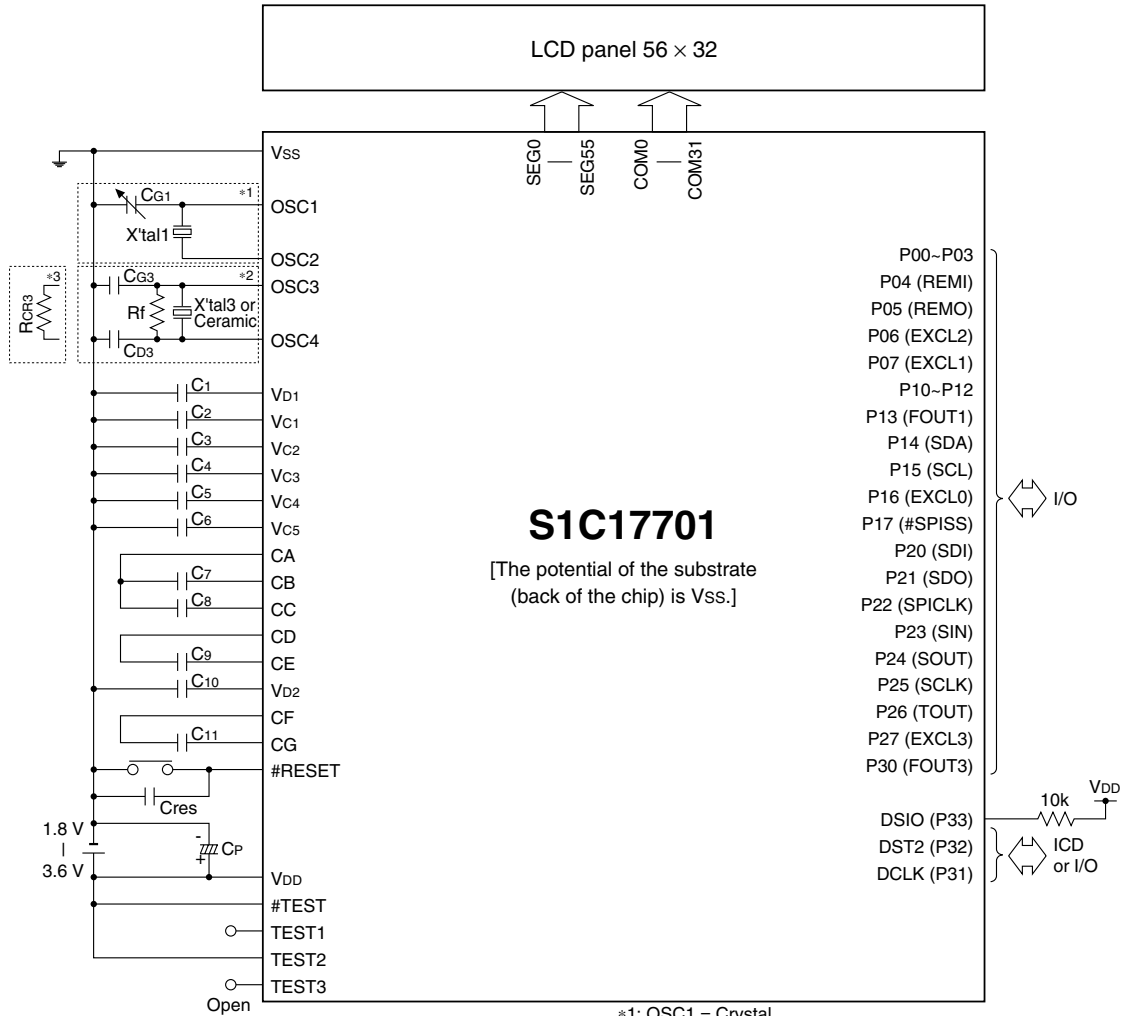 LCD panel 56 × 32
SEG0
SEG55
COM0
COM31
VSS
CG1
*1
OSC1
X'tal1
OSC2
*3
CG3
*2
OSC3
RCR3
Rf
X'tal3 or
Ceramic
OSC4
CD3
C1
VD1
C2
VC1
C3
VC2
C4
VC3
C5
VC4
C6
VC5
CA
C7
CB
C8
CC
CD
C9
CE
C10
VD2
CF
C11
CG
#RESET
Cres
1.8 V
|
3.6 V
-
+
CP
VDD
#TEST
TEST1
TEST2
TEST3
Open
S1C17701
[The potential of the substrate
(back of the chip) is VSS.]
P00~P03
P04 (REMI)
P05 (REMO)
P06 (EXCL2)
P07 (EXCL1)
P10~P12
P13 (FOUT1)
P14 (SDA)
P15 (SCL)
P16 (EXCL0)
P17 (#SPISS)
P20 (SDI)
P21 (SDO)
P22 (SPICLK)
P23 (SIN)
P24 (SOUT)
P25 (SCLK)
P26 (TOUT)
P27 (EXCL3)
P30 (FOUT3)
I/O
DSIO (P33)
10k
VDD
DST2 (P32)
DCLK (P31)
ICD
or I/O
*1: OSC1 = Crystal